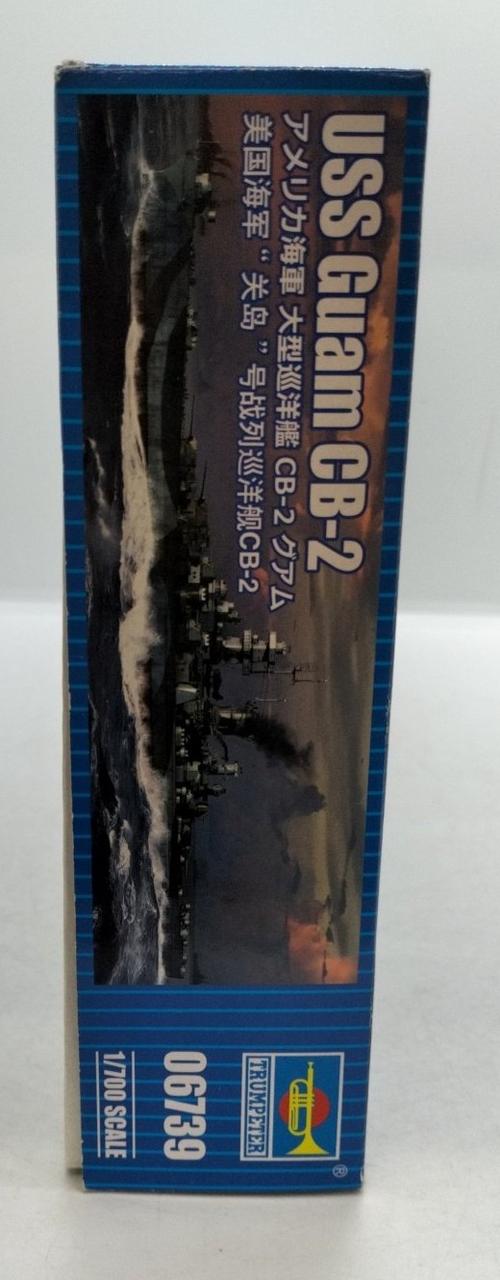 USS Guam CB-2
アメリカ海軍 大型巡洋艦 CB-2 グアム
美国海军“关岛”号战列巡洋舰CB-2
TRUMPETER
®
06739
1/700 SCALE